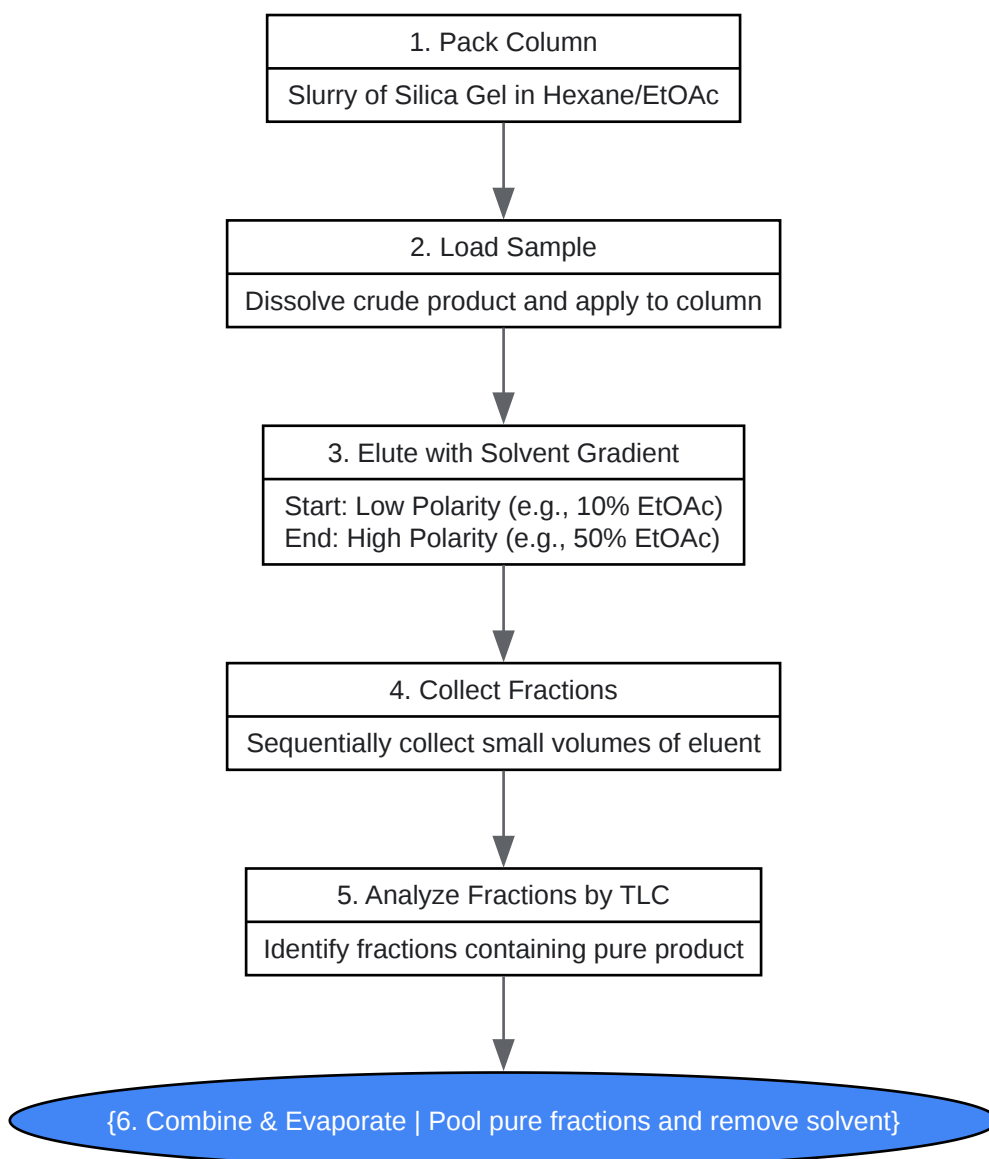 1. Pack Column
Slurry of Silica Gel in Hexane/EtOAc
2. Load Sample
Dissolve crude product and apply to column
3. Elute with Solvent Gradient
Start: Low Polarity (e.g., 10% EtOAc)
End: High Polarity (e.g., 50% EtOAc)
4. Collect Fractions
Sequentially collect small volumes of eluent
5. Analyze Fractions by TLC
Identify fractions containing pure product
{6. Combine & Evaporate | Pool pure fractions and remove solvent}